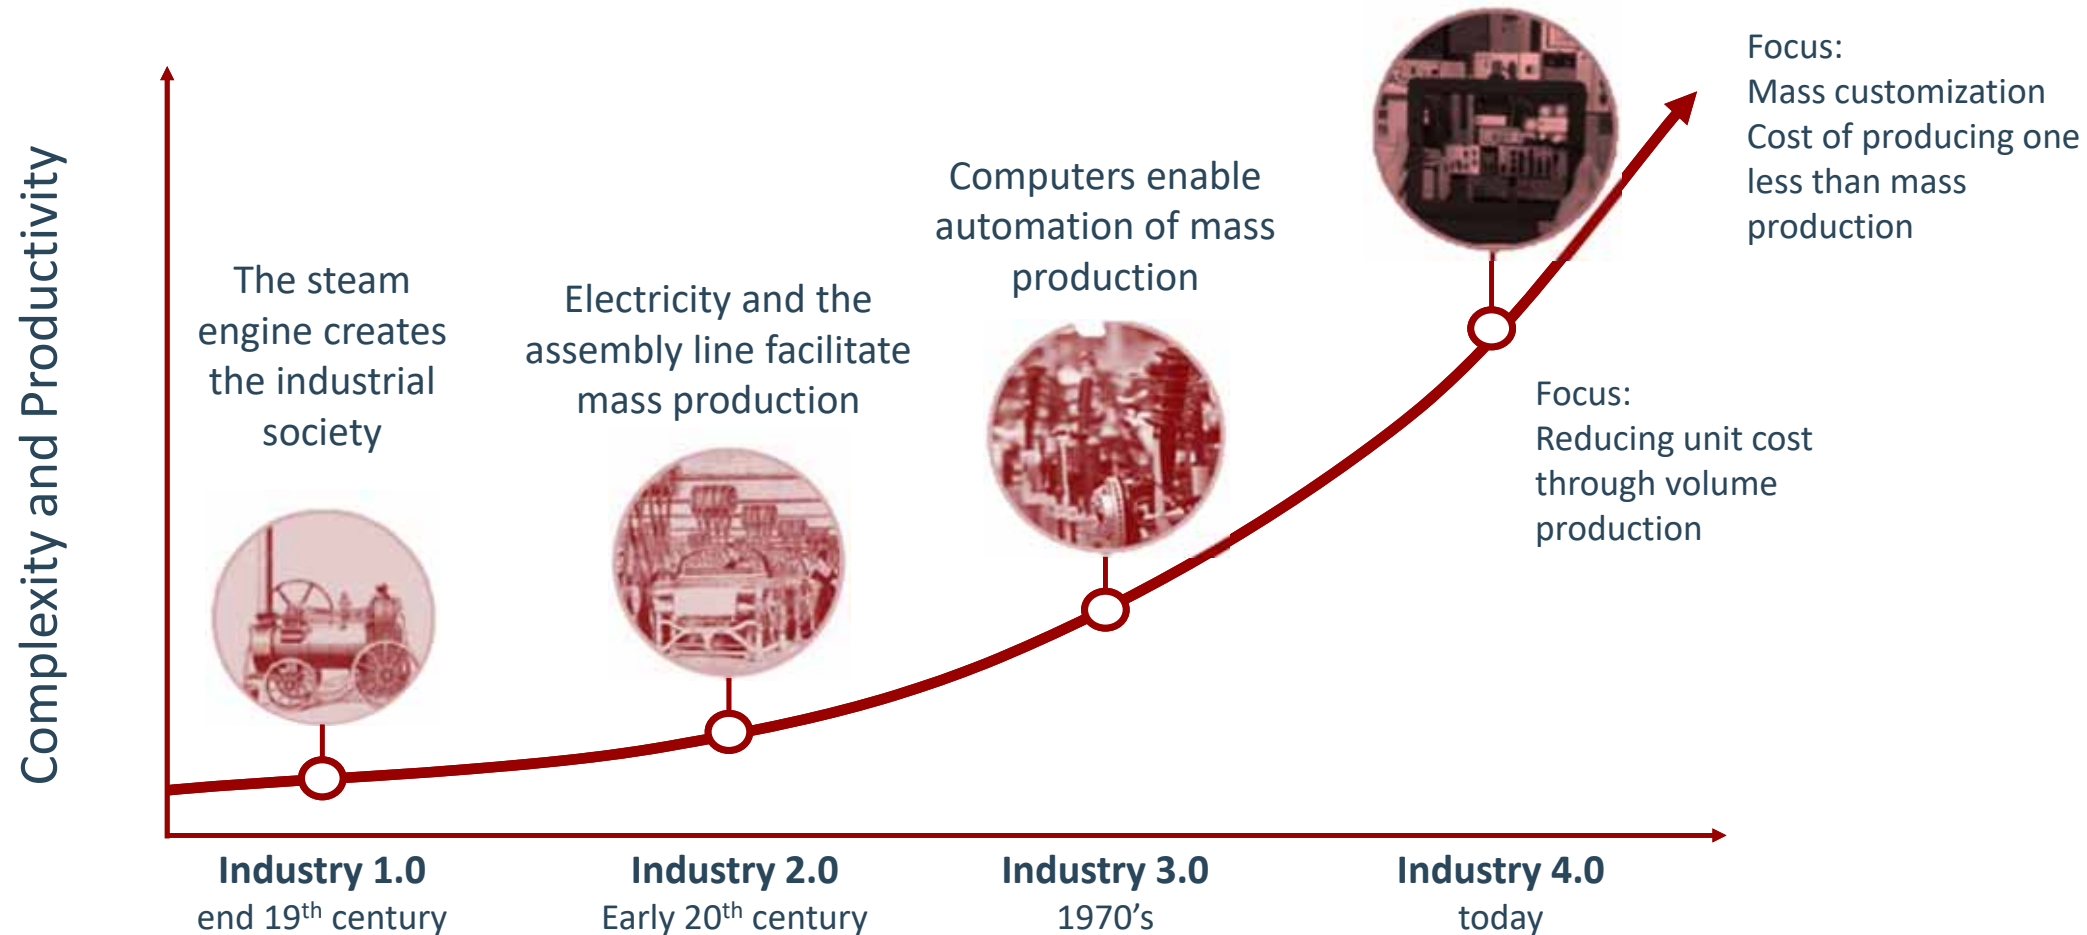 Complexity and Productivity
The steam
engine creates
the industrial
society
Electricity and the
assembly line facilitate
mass production
Computers enable
automation of mass
production
Focus:
Mass customization
Cost of producing one
less than mass
production
Focus:
Reducing unit cost
through volume
production
Industry 1.0
end 19th century
Industry 2.0
Early 20th century
Industry 3.0
1970’s
Industry 4.0
today